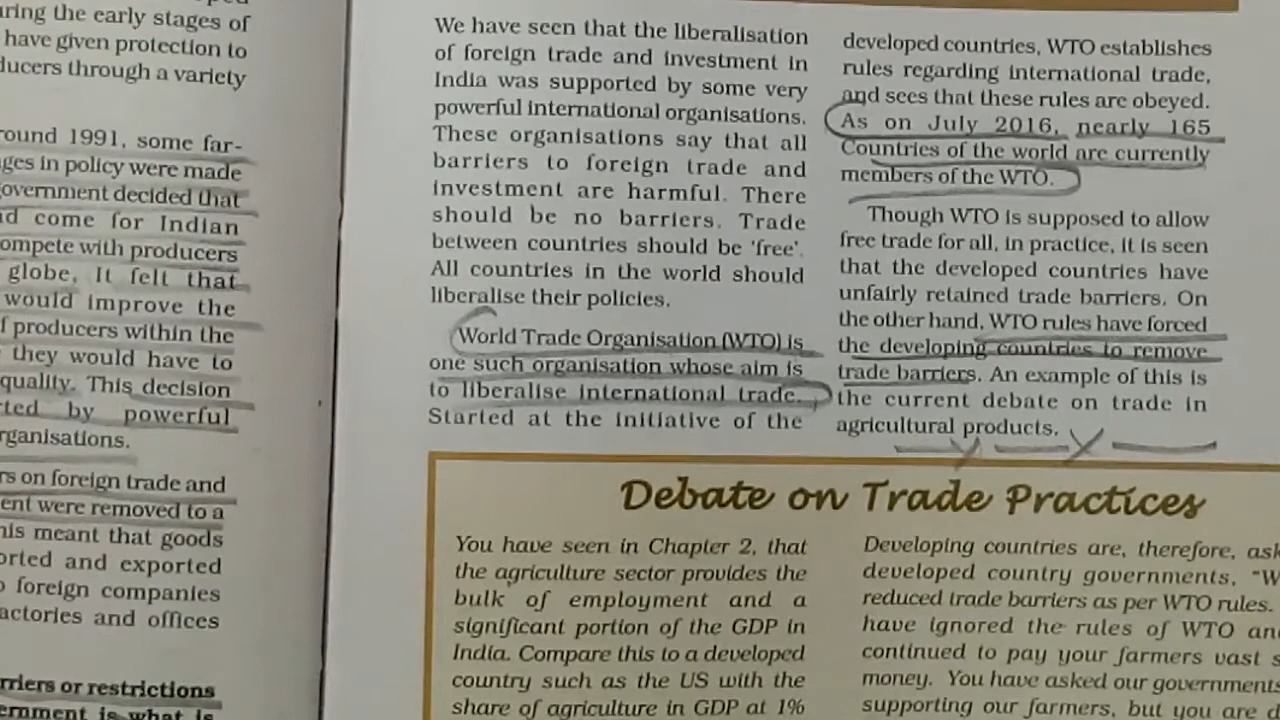 uring the early stages of
have given protection to
ducers through a variety
round 1991, some far-
ges in policy were made
overnment decided that
d come for Indian
ompete with producers
globe. It felt that
would improve the
f producers within the
they would have to
quality. This decision
ted by powerful
rganisations.
rs on foreign trade and
ent were removed to a
his meant that goods
orted and exported
o foreign companies
actories and offices
rriers or restrictions
ernment is what is
We have seen that the liberalisation
of foreign trade and investment in
India was supported by some very
powerful international organisations.
These organisations say that all
barriers to foreign trade and
investment are harmful. There
should be no barriers. Trade
between countries should be 'free'.
All countries in the world should
liberalise their policies.
World Trade Organisation (WTO) is
one such organisation whose aim is
to liberalise international trade.
Started at the initiative of the
developed countries, WTO establishes
rules regarding international trade,
and sees that these rules are obeyed.
As on July 2016, nearly 165
Countries of the world are currently
members of the WTO.
Though WTO is supposed to allow
free trade for all, in practice, it is seen
that the developed countries have
unfairly retained trade barriers. On
the other hand, WTO rules have forced
the developing countries to remove
trade barriers. An example of this is
the current debate on trade in
agricultural products.
Debate on Trade Practices
You have seen in Chapter 2, that
the agriculture sector provides the
bulk of employment and a
significant portion of the GDP in
India. Compare this to a developed
country such as the US with the
share of agriculture in GDP at 1%
Developing countries are, therefore, ask
developed country governments, "W
reduced trade barriers as per WTO rules.
have ignored the rules of WTO an
continued to pay your farmers vast s
money. You have asked our governments
supporting our farmers, but you are d